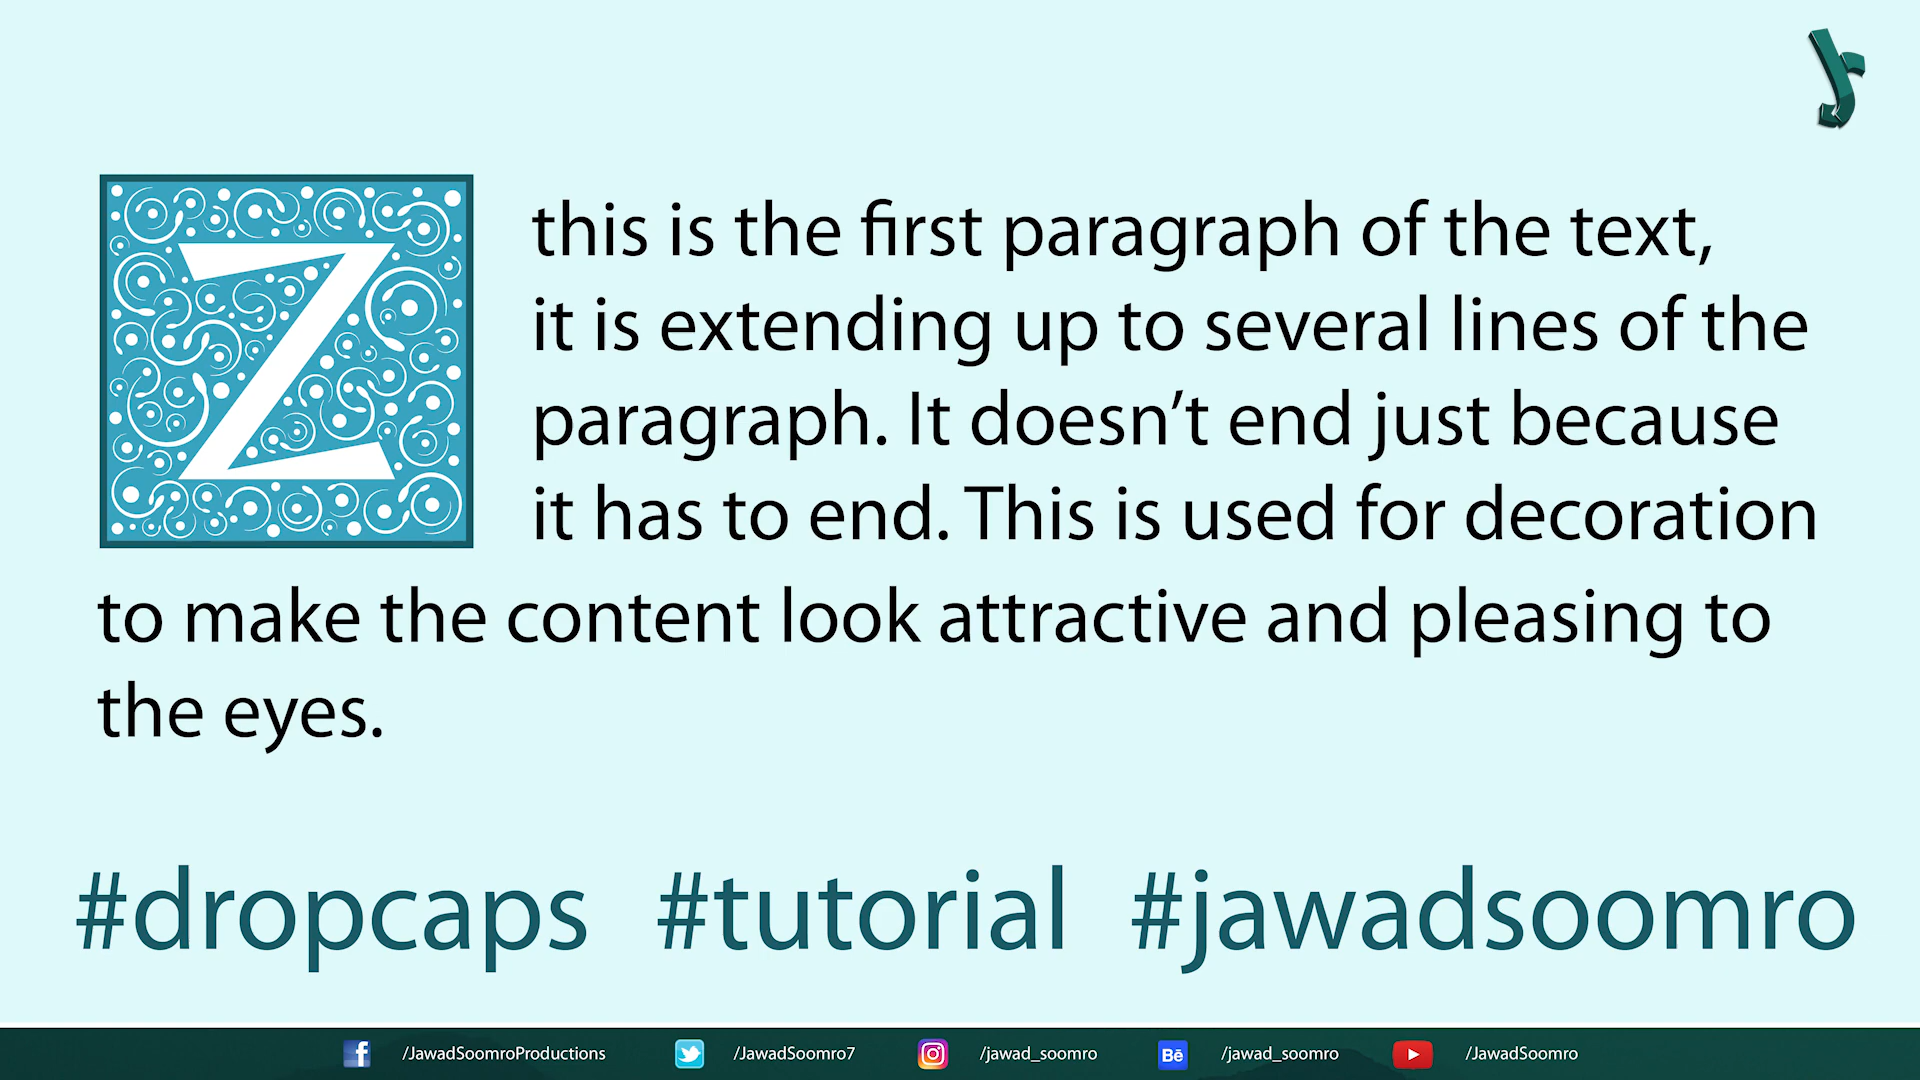 Z
this is the first paragraph of the text,
it is extending up to several lines of the
paragraph. It doesn’t end just because
it has to end. This is used for decoration
to make the content look attractive and pleasing to
the eyes.
#dropcaps #tutorial #jawadsoomro
/JawadSoomroProductions /JawadSoomro7 /jawad_soomro Bē /jawad_soomro /JawadSoomro